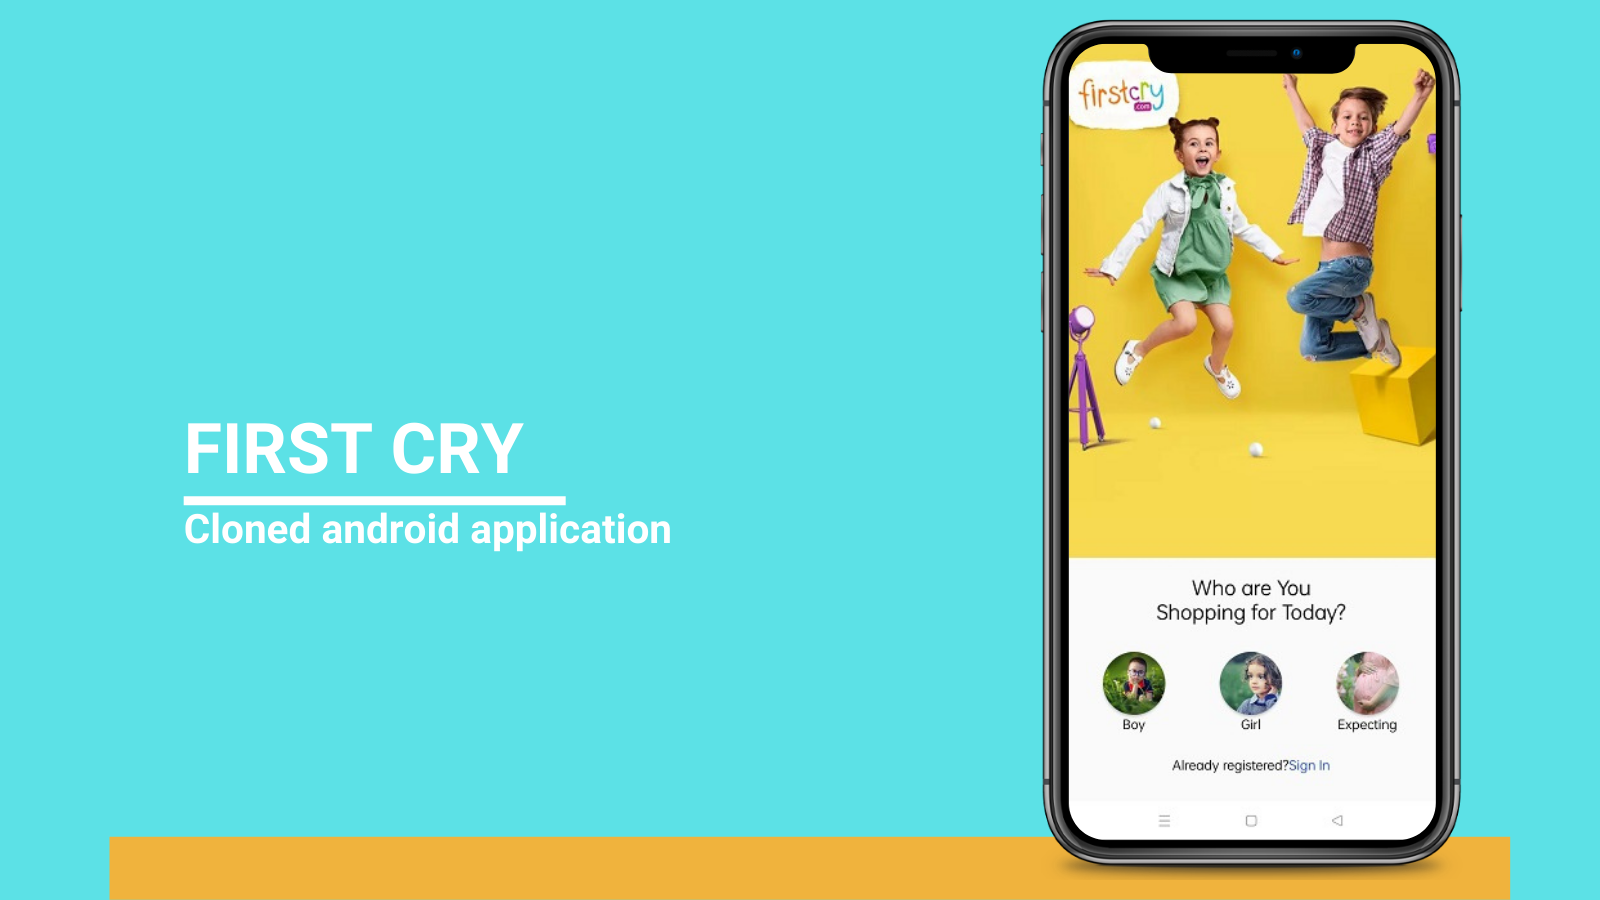 FIRST CRY
Cloned android application
firstcry
.com
Who are You
Shopping for Today?
Boy
Girl
Expecting
Already registered?Sign In